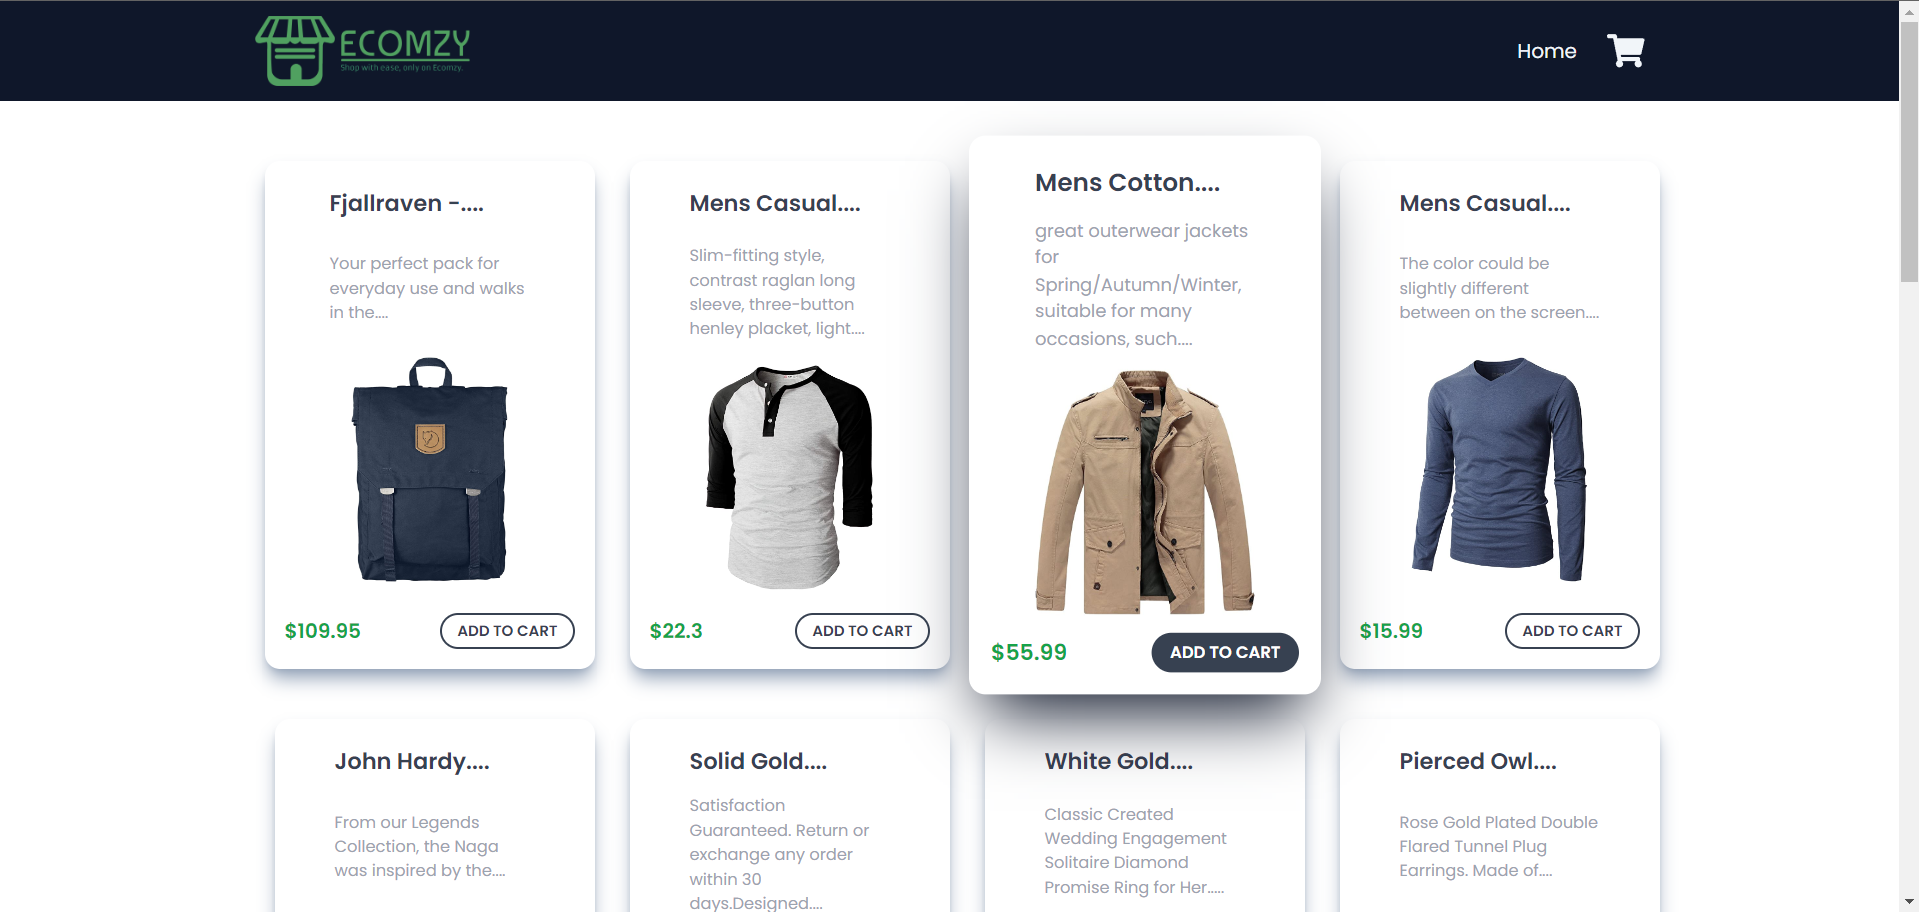 ECOMZY
Shop with ease, only on Ecomzy.
Home
Fjallraven -....
Your perfect pack for
everyday use and walks
in the....
$109.95
ADD TO CART
Mens Casual....
Slim-fitting style,
contrast raglan long
sleeve, three-button
henley placket, light....
$22.3
ADD TO CART
Mens Cotton....
great outerwear jackets
for
Spring/Autumn/Winter,
suitable for many
occasions, such....
$55.99
ADD TO CART
Mens Casual....
The color could be
slightly different
between on the screen....
$15.99
ADD TO CART
John Hardy....
From our Legends
Collection, the Naga
was inspired by the....
Solid Gold....
Satisfaction
Guaranteed. Return or
exchange any order
within 30
days.Designed....
White Gold....
Classic Created
Wedding Engagement
Solitaire Diamond
Promise Ring for Her.....
Pierced Owl....
Rose Gold Plated Double
Flared Tunnel Plug
Earrings. Made of....